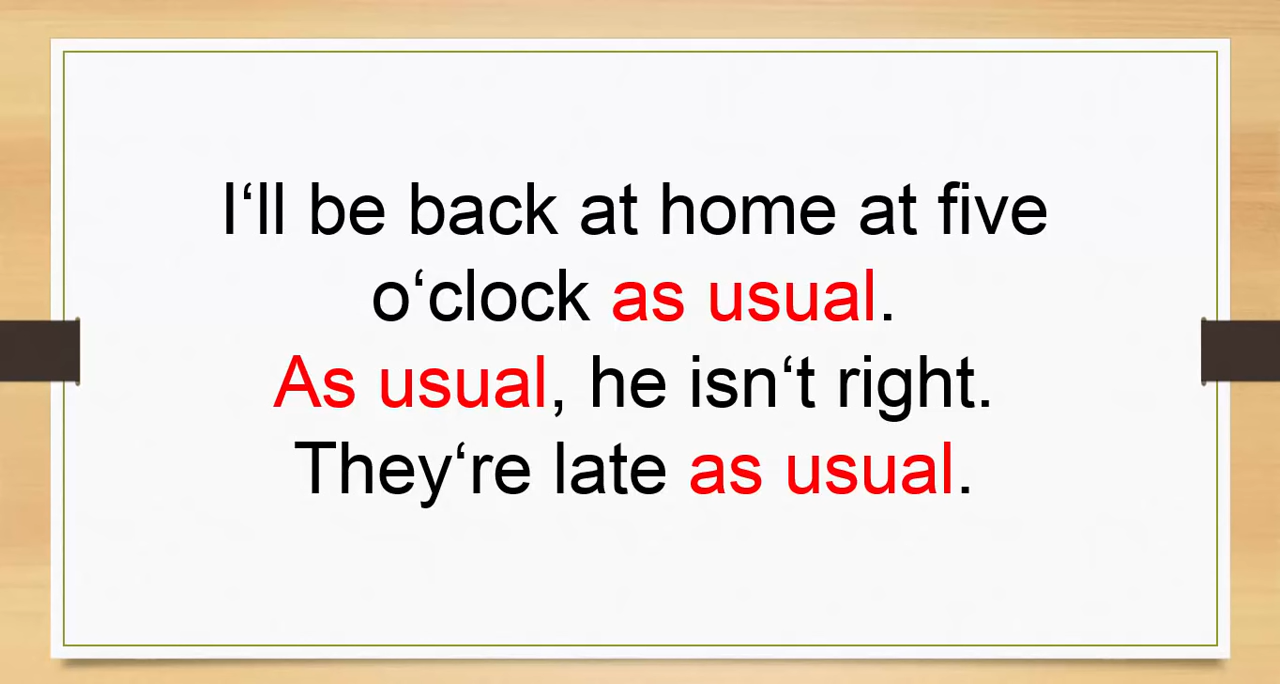 I‘ll be back at home at five
o‘clock as usual.
As usual, he isn‘t right.
They‘re late as usual.